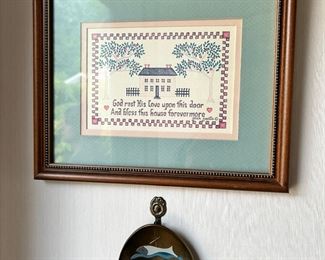 God rest His Love upon this door
And bless this house forevermore